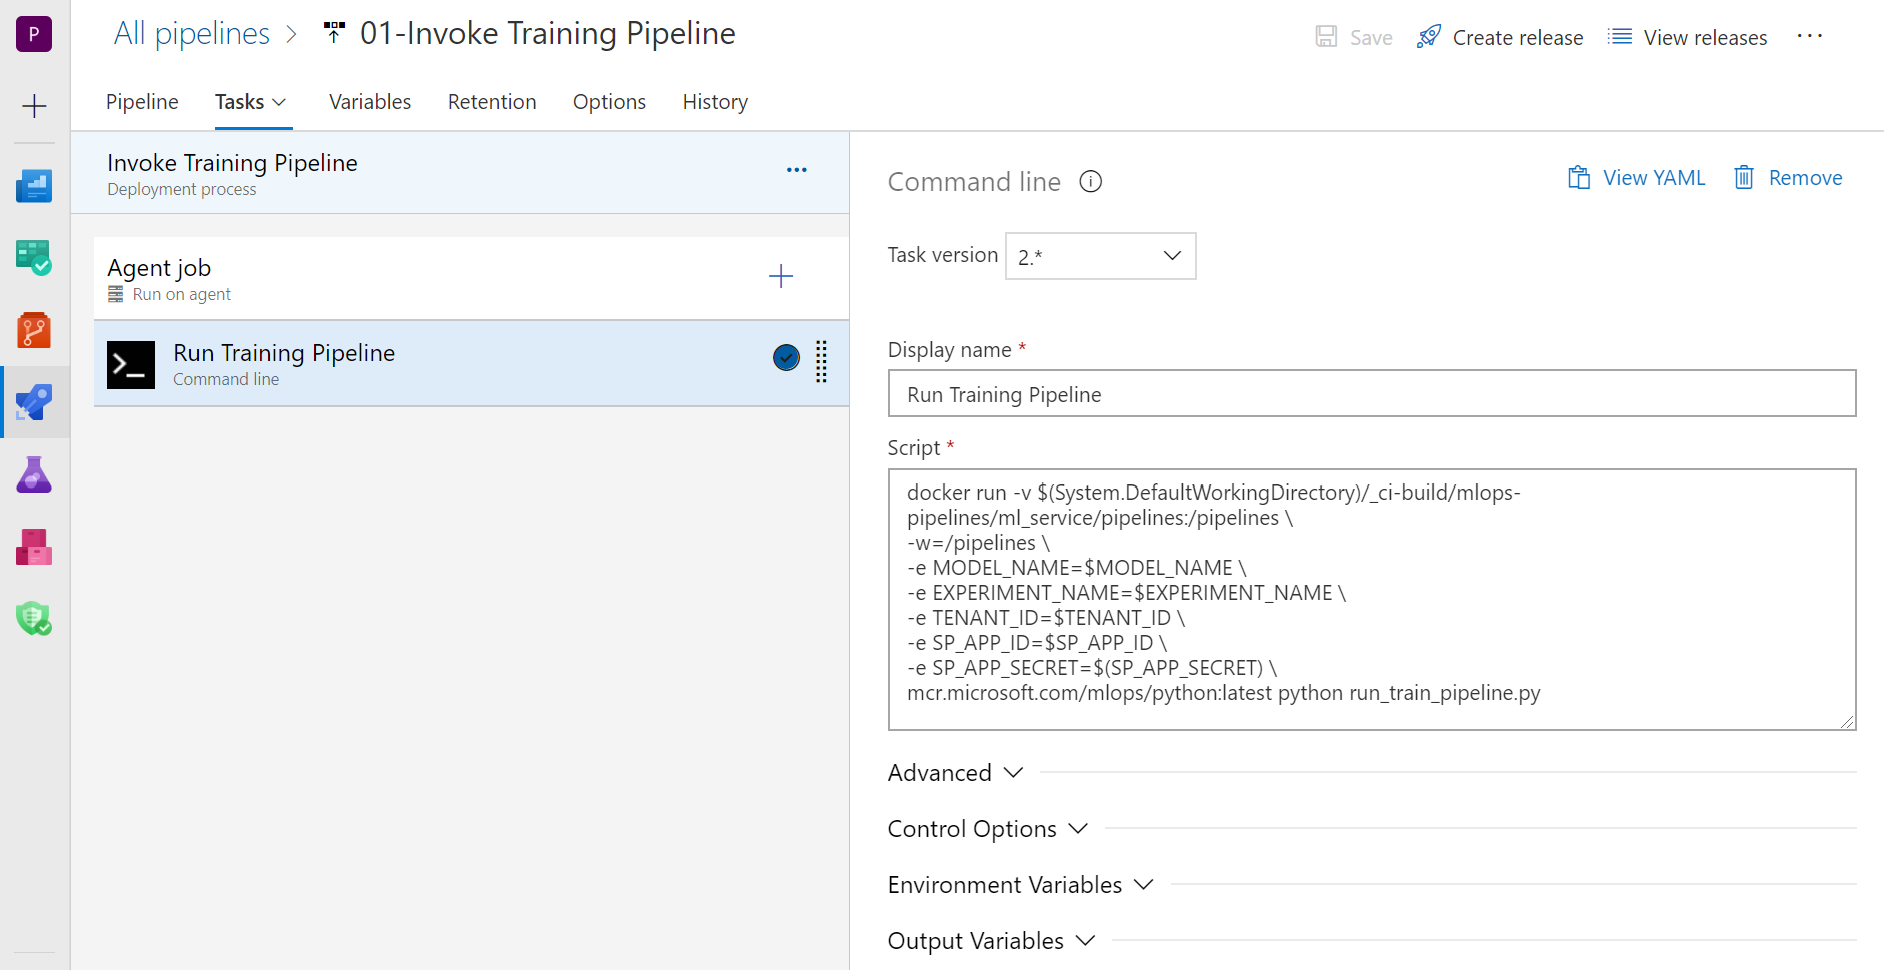 P
All pipelines > 01-Invoke Training Pipeline
Save
Create release
View releases
...
Pipeline
Tasks
Variables
Retention
Options
History
Invoke Training Pipeline
Deployment process
...
Agent job
Run on agent
Run Training Pipeline
Command line
Command line
View YAML
Remove
Task version
2.*
Display name *
Run Training Pipeline
Script *
docker run -v $(System.DefaultWorkingDirectory)/_ci-build/mlops-
pipelines/ml_service/pipelines:/pipelines \
-w=/pipelines \
-e MODEL_NAME=$MODEL_NAME \
-e EXPERIMENT_NAME=$EXPERIMENT_NAME \
-e TENANT_ID=$TENANT_ID \
-e SP_APP_ID=$SP_APP_ID \
-e SP_APP_SECRET=$(SP_APP_SECRET) \
mcr.microsoft.com/mlops/python:latest python run_train_pipeline.py
Advanced
Control Options
Environment Variables
Output Variables